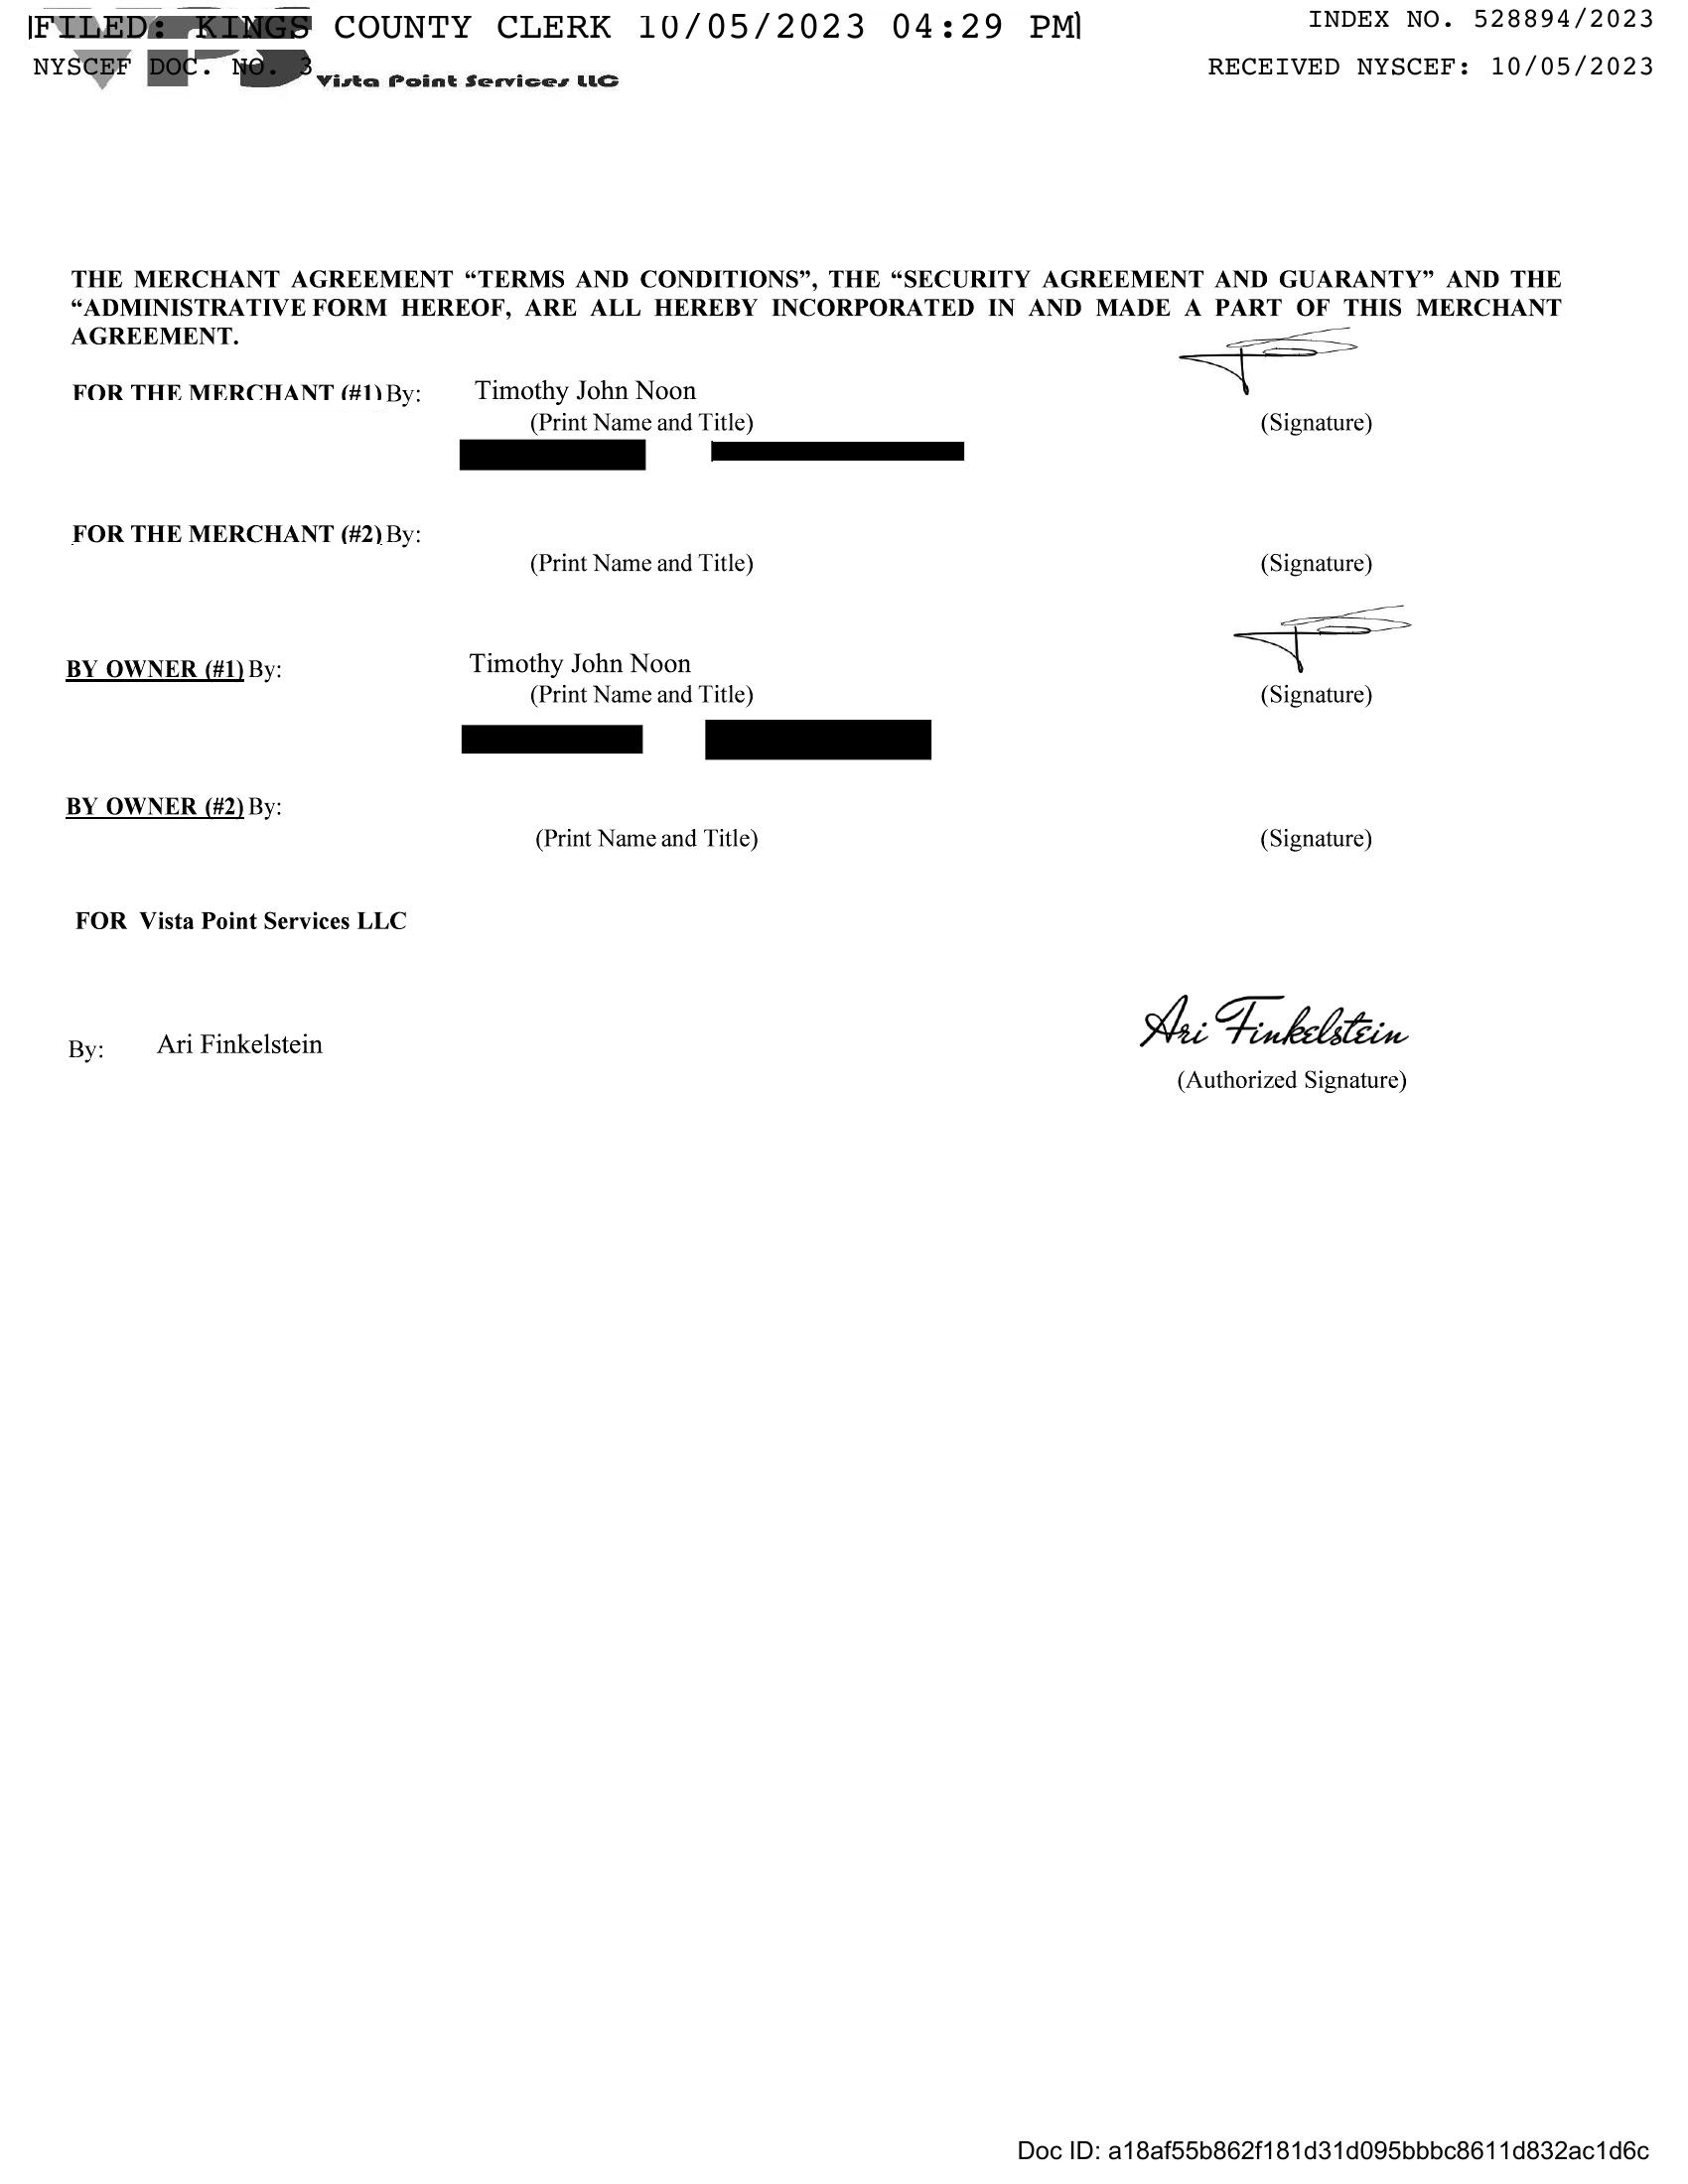 FILED: KINGS COUNTY CLERK 10/05/2023 04:29 PM
INDEX NO. 528894/2023
NYSCEF DOC. NO. 3
RECEIVED NYSCEF: 10/05/2023
VPS
Vista Point Services LLC
THE MERCHANT AGREEMENT “TERMS AND CONDITIONS”, THE “SECURITY AGREEMENT AND GUARANTY” AND THE
“ADMINISTRATIVE FORM HEREOF, ARE ALL HEREBY INCORPORATED IN AND MADE A PART OF THIS MERCHANT
AGREEMENT.
FOR THE MERCHANT (#1) By: Timothy John Noon
(Print Name and Title) (Signature)
FOR THE MERCHANT (#2) By:
(Print Name and Title) (Signature)
BY OWNER (#1) By: Timothy John Noon
(Print Name and Title) (Signature)
BY OWNER (#2) By:
(Print Name and Title) (Signature)
FOR Vista Point Services LLC
By: Ari Finkelstein Ari Finkelstein
(Authorized Signature)
Doc ID: a18af55b862f181d31d095bbbc8611d832ac1d6c